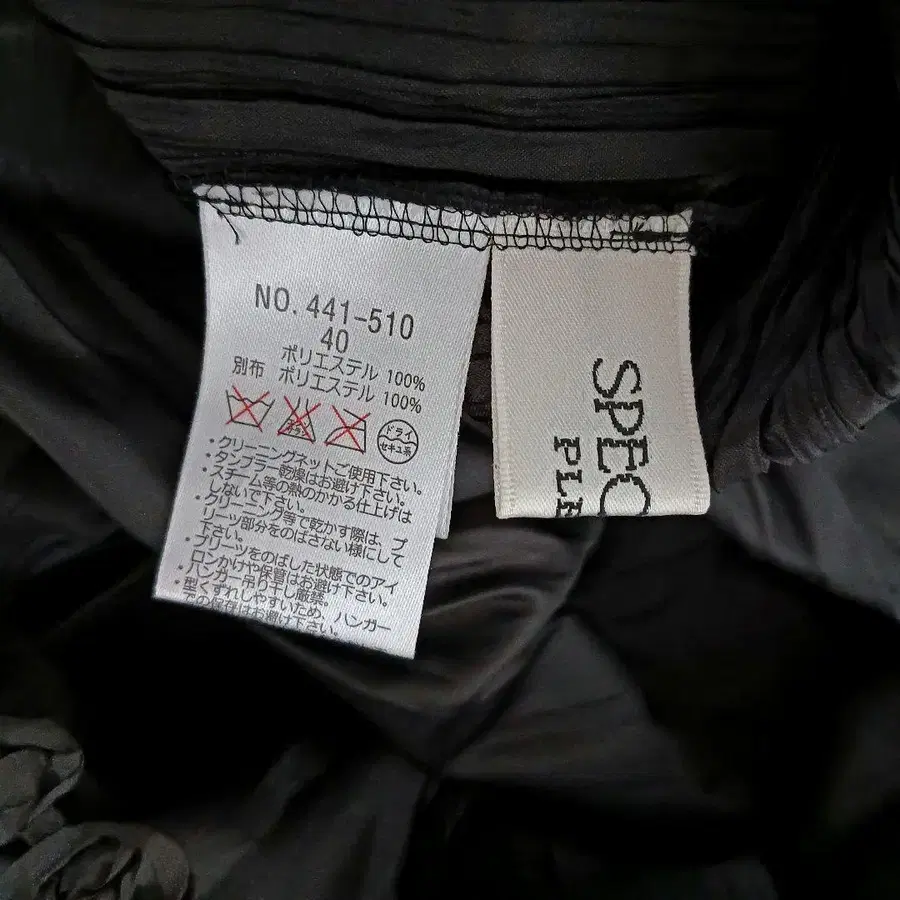 NO. 441-510
40
ポリエステル 100%
別布 ポリエステル 100%
ドライ
セキユ系
・クリーニングネットご使用下さい。
・タンブラー乾燥はお避け下さい。
・スチーム等の熱のかかる仕上げは
しないで下さい。
・クリーニング等で乾かす際は、プ
リーツ部分をのばさない様にして
下さい。
・プリーツをのばした状態でのアイ
ロンかけや保管はお避け下さい。
・ハンガー吊り干し厳禁。
・型くずれしやすいため、ハンガー
での保存はお避け下さい。
SPEC
PLE